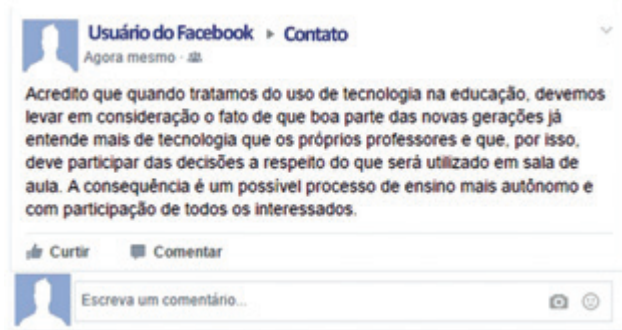 Usuário do Facebook ▸ Contato
Agora mesmo ·
Acredito que quando tratamos do uso de tecnologia na educação, devemos
levar em consideração o fato de que boa parte das novas gerações já
entende mais de tecnologia que os próprios professores e que, por isso,
deve participar das decisões a respeito do que será utilizado em sala de
aula. A consequência é um possível processo de ensino mais autônomo e
com participação de todos os interessados.
Curtir Comentar
Escreva um comentário...